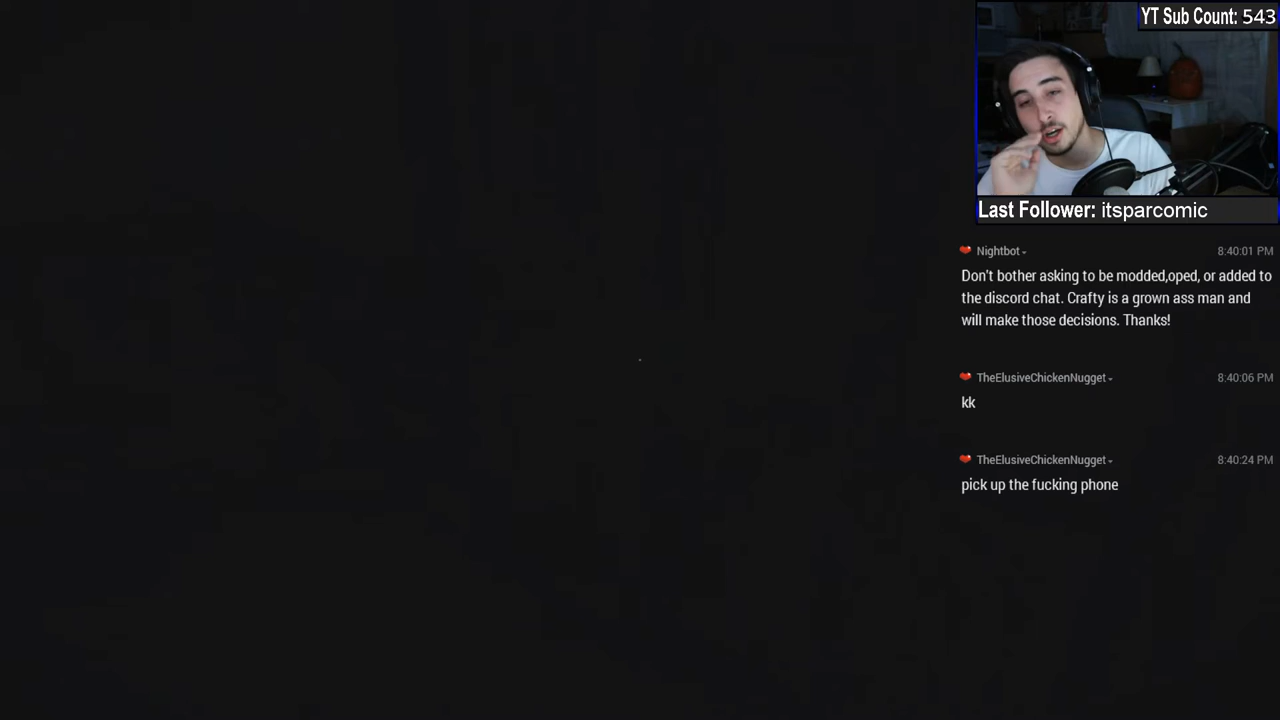 YT Sub Count: 543
Last Follower: itsparcomic
Nightbot 8:40:01 PM
Don't bother asking to be modded,oped, or added to
the discord chat. Crafty is a grown ass man and
will make those decisions. Thanks!
TheElusiveChickenNugget 8:40:06 PM
kk
TheElusiveChickenNugget 8:40:24 PM
pick up the fucking phone